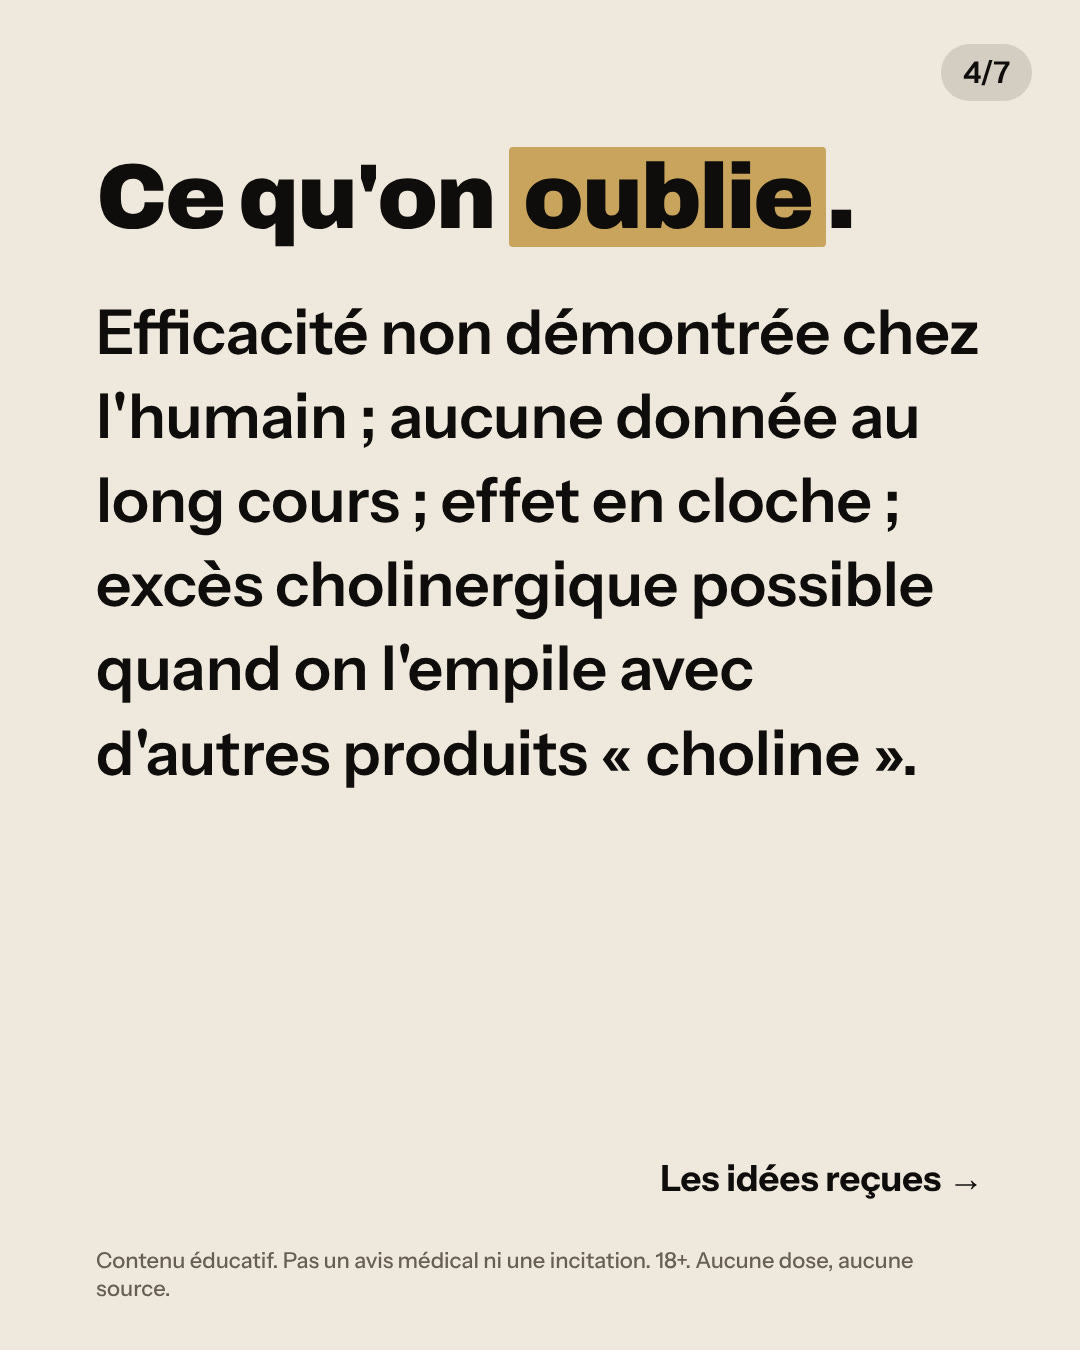 4/7
Ce qu'on oublie.
Efficacité non démontrée chez
l'humain ; aucune donnée au
long cours ; effet en cloche ;
excès cholinergique possible
quand on l'empile avec
d'autres produits « choline ».
Les idées reçues →
Contenu éducatif. Pas un avis médical ni une incitation. 18+. Aucune dose, aucune
source.